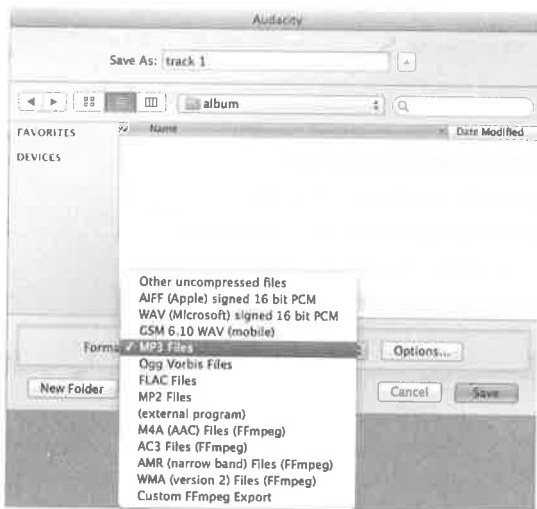 Audacity
Save As: track 1
album
FAVORITES
Name
Date Modified
DEVICES
Other uncompressed files
AIFF (Apple) signed 16 bit PCM
WAV (Microsoft) signed 16 bit PCM
GSM 6.10 WAV (mobile)
Forma ✓ MP3 Files
Options...
Ogg Vorbis Files
FLAC Files
New Folder
MP2 Files
Cancel
Save
(external program)
M4A (AAC) Files (FFmpeg)
AC3 Files (FFmpeg)
AMR (narrow band) Files (FFmpeg)
WMA (version 2) Files (FFmpeg)
Custom FFmpeg Export